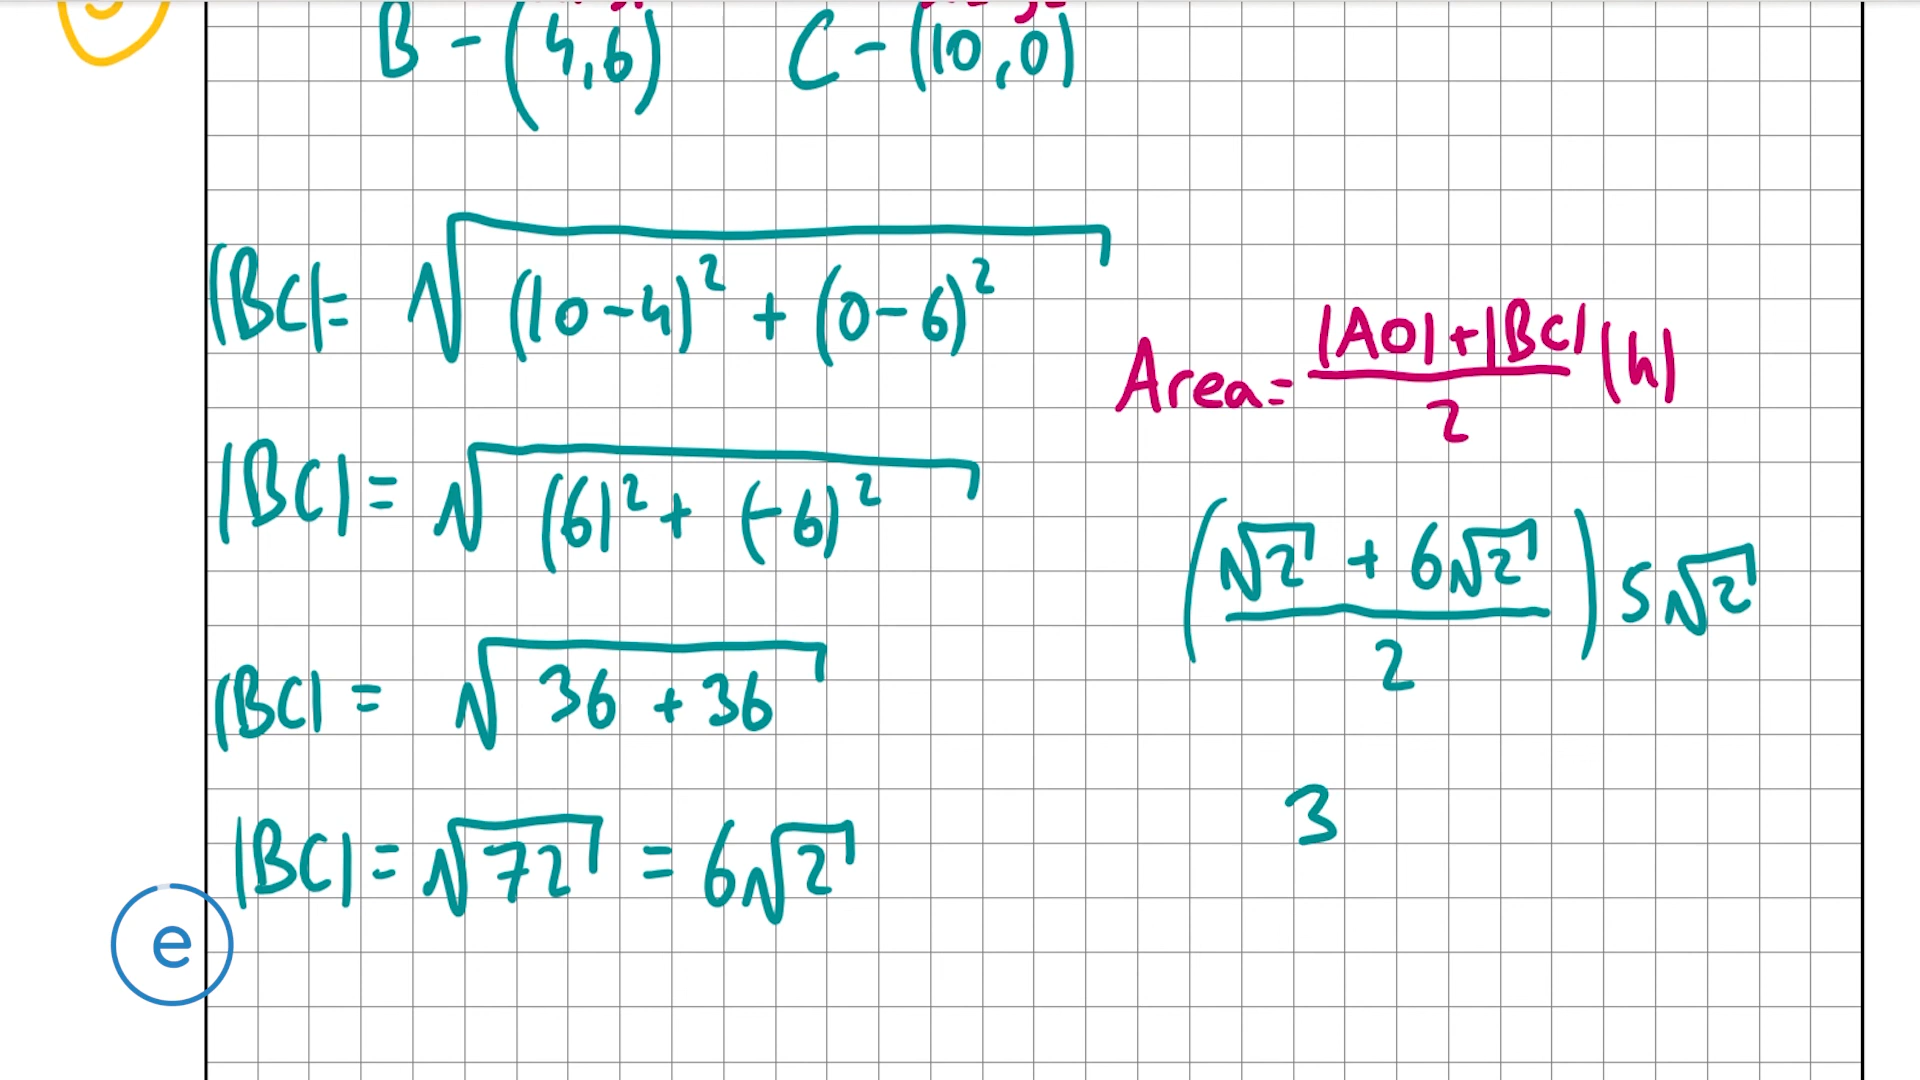 B - (4,6) C - (10,0)
|BC| = √(10-4)² + (0-6)²
|BC| = √(6)² + (-6)²
|BC| = √36 + 36
|BC| = √72 = 6√2
Area = |AO| + |BC| / 2 (h)
(√2 + 6√2 / 2) 5√2
3
e